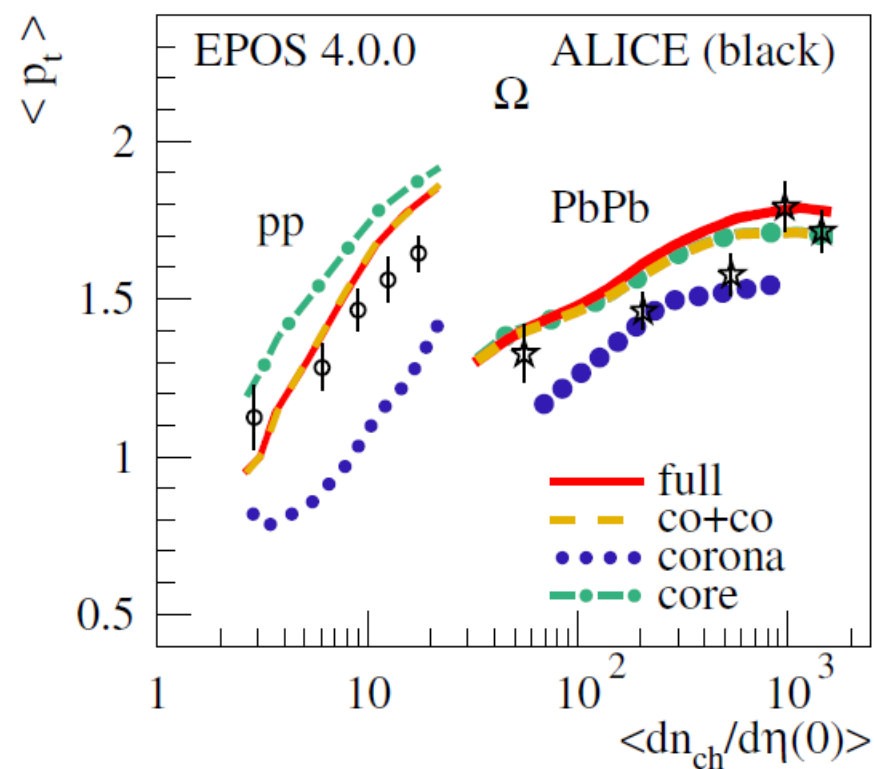 EPOS 4.0.0 ALICE (black)
Ω
< p_t >
2
pp PbPb
1.5
1
full
co+co
corona
core
0.5
1 10 10^2 10^3
<dn_ch/dη(0)>